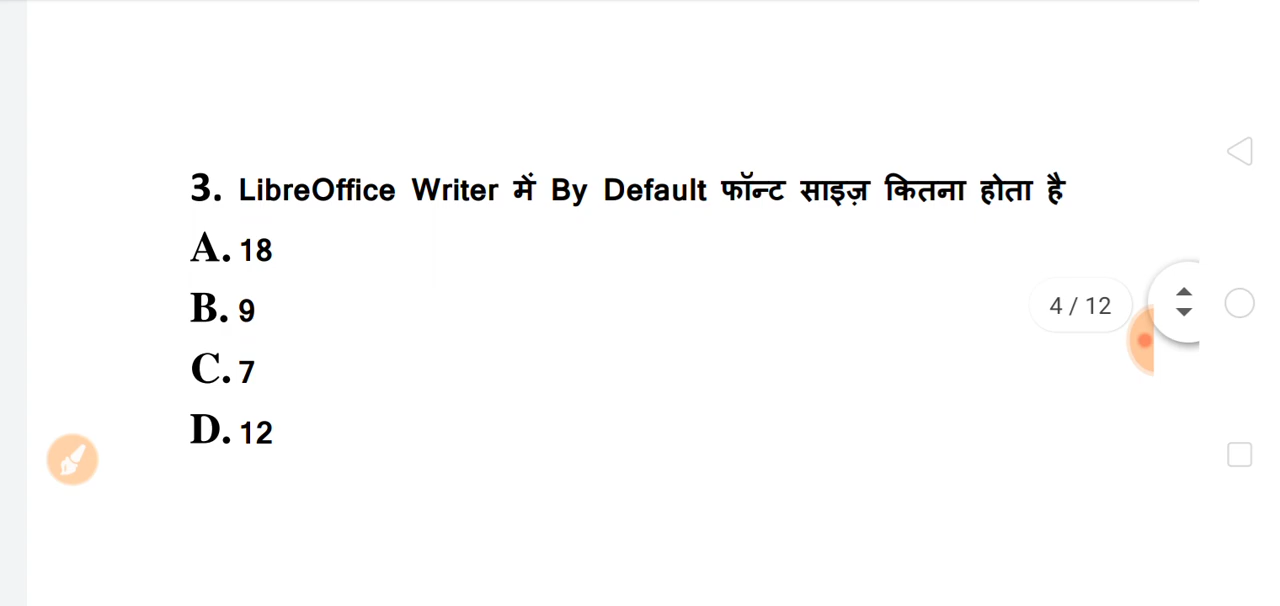 3. LibreOffice Writer में By Default फॉन्ट साइज़ कितना होता है
A. 18
B. 9
4 / 12
C. 7
D. 12